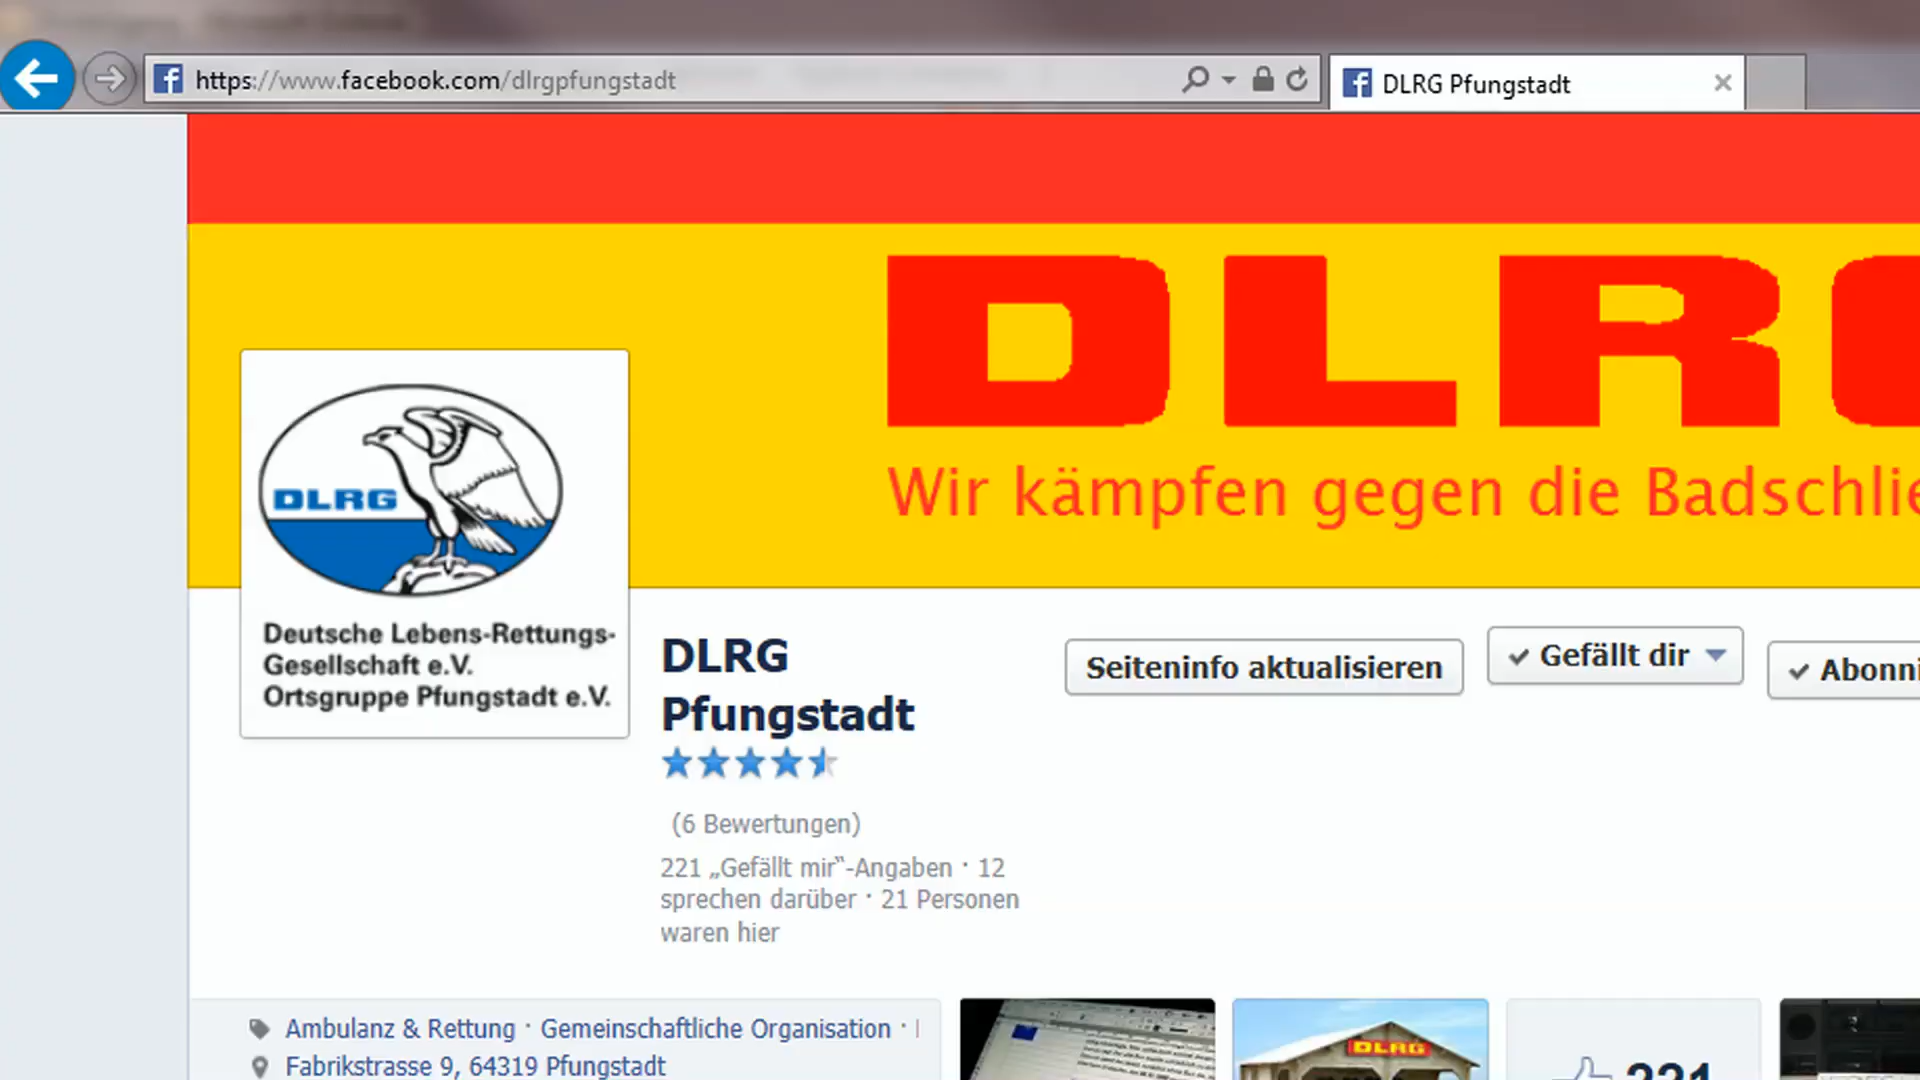 https://www.facebook.com/dlrgpfungstadt
DLRG Pfungstadt
DLRG
Wir kämpfen gegen die Badschlie
DLRG
Deutsche Lebens-Rettungs-
Gesellschaft e.V.
Ortsgruppe Pfungstadt e.V.
DLRG
Pfungstadt
Seiteninfo aktualisieren
Gefällt dir
Abonni
(6 Bewertungen)
221 „Gefällt mir“-Angaben · 12
sprechen darüber · 21 Personen
waren hier
Ambulanz & Rettung · Gemeinschaftliche Organisation ·
Fabrikstrasse 9, 64319 Pfungstadt
DLRG
221